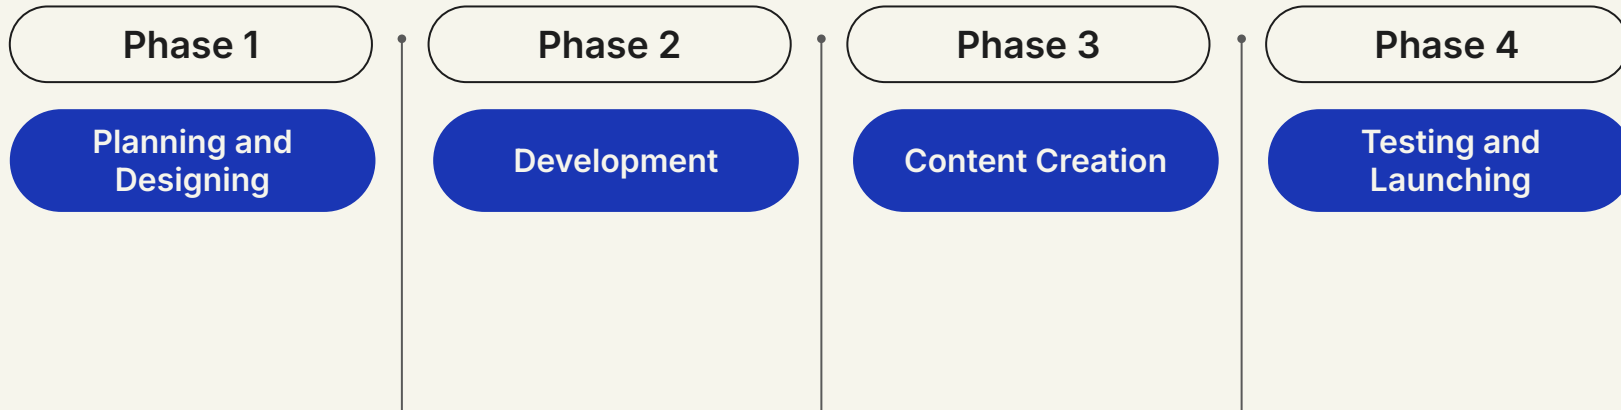 Phase 1
Phase 2
Phase 3
Phase 4
Planning and
Designing
Development
Content Creation
Testing and
Launching